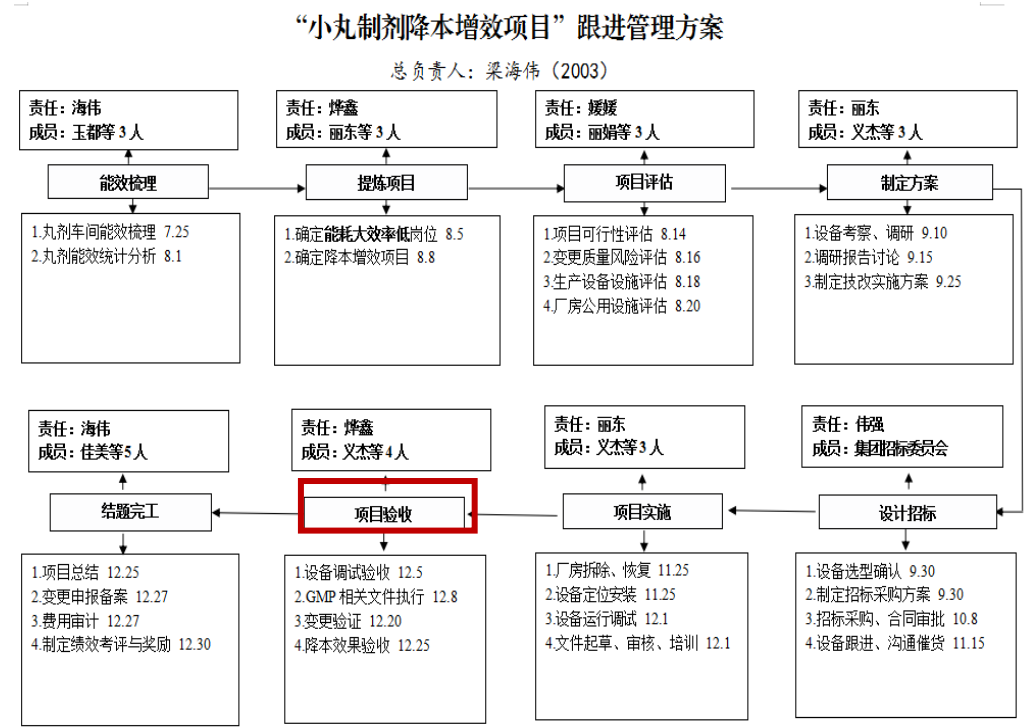 “小丸制剂降本增效项目”跟进管理方案
总负责人：梁海伟（2003）
责任：海伟
成员：玉都等 3 人
能效梳理
1.丸剂车间能效梳理 7.25
2.丸剂能效统计分析 8.1
责任：烨鑫
成员：丽东等 3 人
提炼项目
1.确定能耗大效率低岗位 8.5
2.确定降本增效项目 8.8
责任：媛媛
成员：丽娟等 3 人
项目评估
1.项目可行性评估 8.14
2.变更质量风险评估 8.16
3.生产设备设施评估 8.18
4.厂房公用设施评估 8.20
责任：丽东
成员：义杰等 3 人
制定方案
1.设备考察、调研 9.10
2.调研报告讨论 9.15
3.制定技改实施方案 9.25
责任：伟强
成员：集团招标委员会
设计招标
1.设备选型确认 9.30
2.制定招标采购方案 9.30
3.招标采购、合同审批 10.8
4.设备跟进、沟通催货 11.15
责任：丽东
成员：义杰等 3 人
项目实施
1.厂房拆除、恢复 11.25
2.设备定位安装 11.25
3.设备运行调试 12.1
4.文件起草、审核、培训 12.1
责任：烨鑫
成员：义杰等 4 人
项目验收
1.设备调试验收 12.5
2.GMP 相关文件执行 12.8
3.变更验证 12.20
4.降本效果验收 12.25
责任：海伟
成员：佳美等5人
结题完工
1.项目总结 12.25
2.变更申报备案 12.27
3.费用审计 12.27
4.制定绩效考评与奖励 12.30